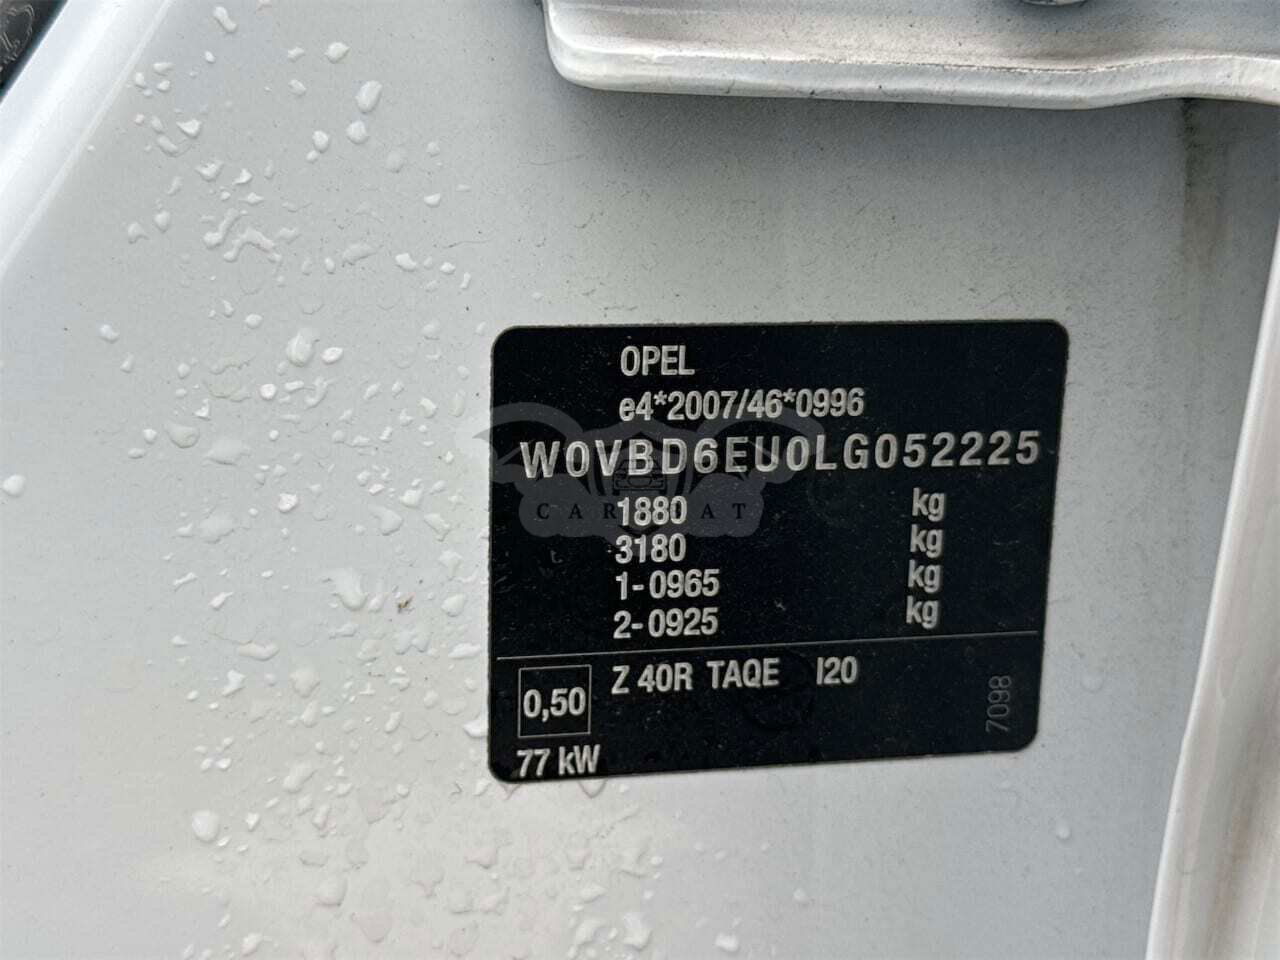 OPEL
e4*2007/46*0996
W0VBD6EU0LG052225
1880 kg
3180 kg
1-0965 kg
2-0925 kg
0,50 Z 40R TAQE I20
77 kW
7098